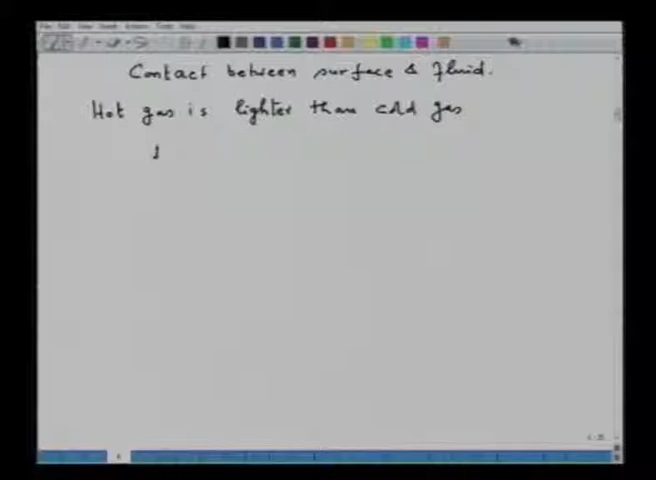 Contact between surface & fluid.
Hot gas is lighter than cold gas